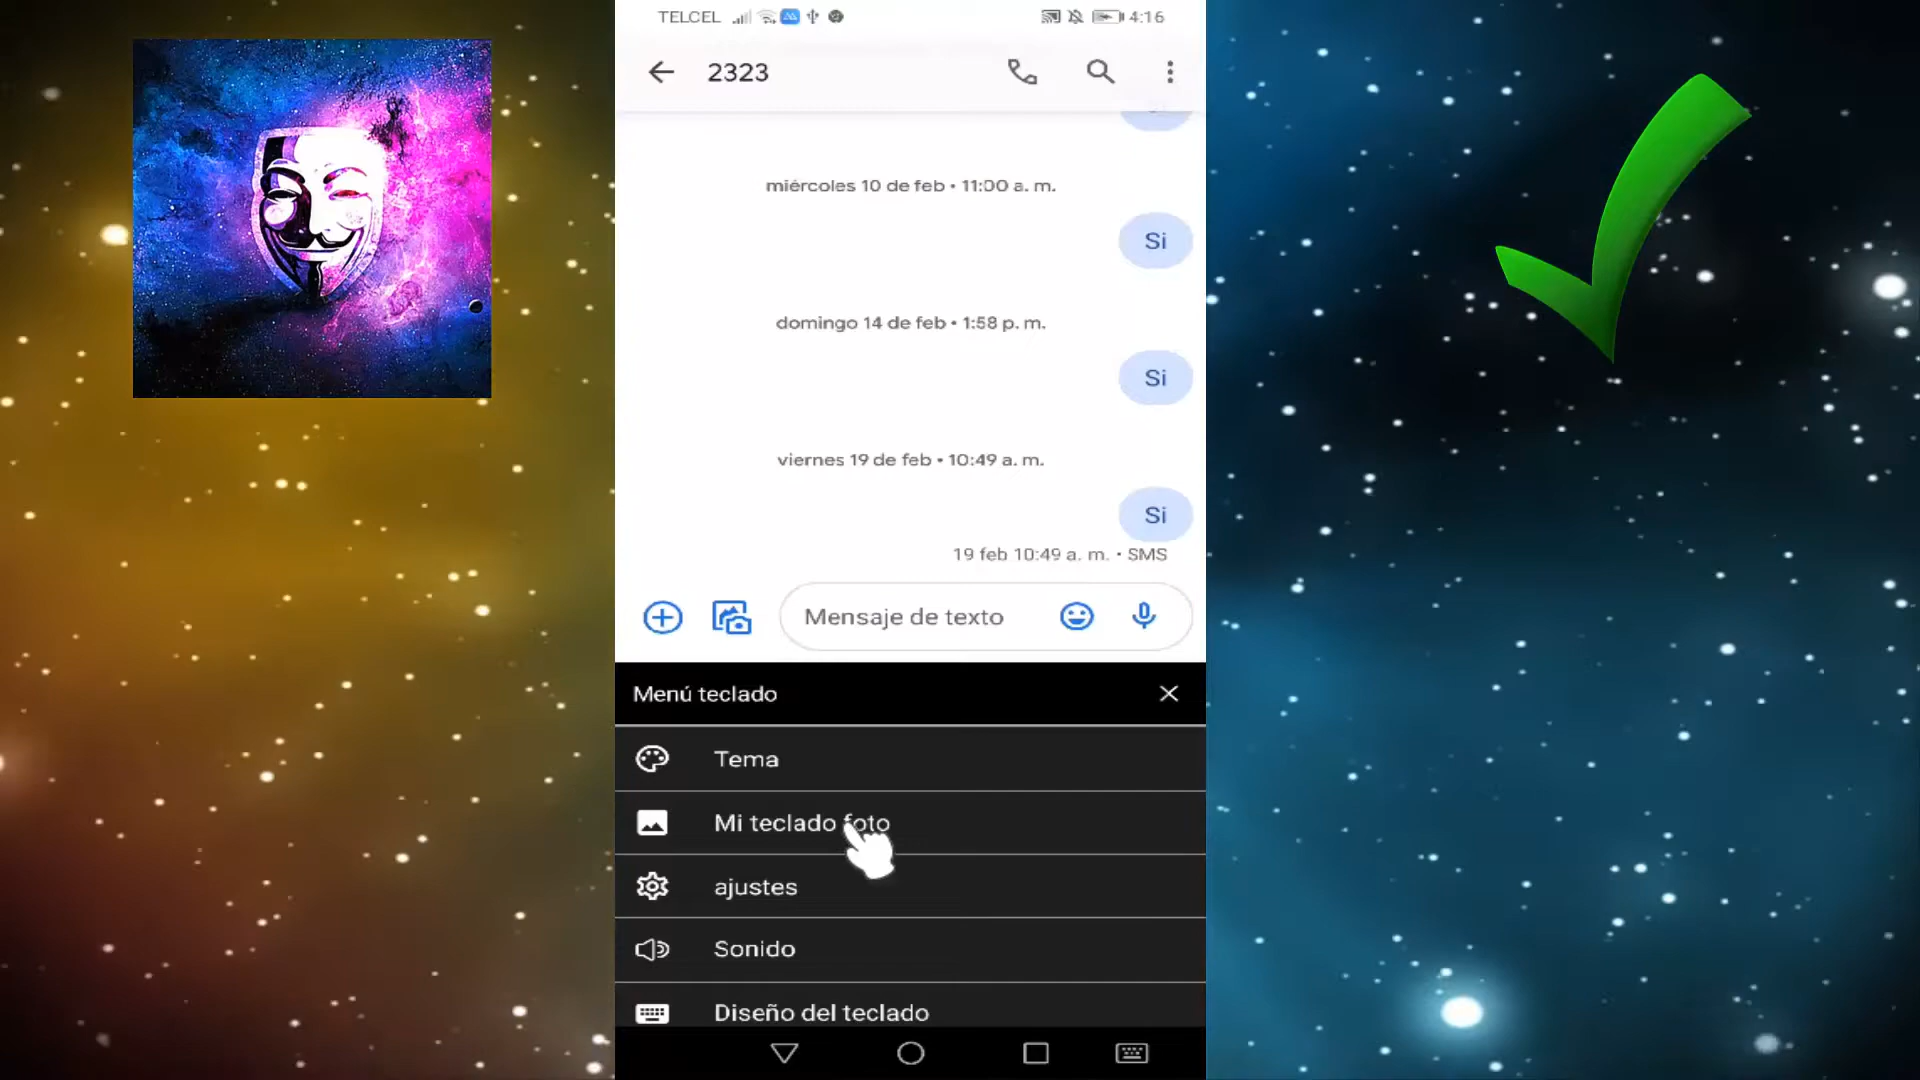 TELCEL
4:16
2323
miércoles 10 de feb • 11:00 a. m.
Si
domingo 14 de feb • 1:58 p. m.
Si
viernes 19 de feb • 10:49 a. m.
Si
19 feb 10:49 a. m. • SMS
Mensaje de texto
Menú teclado
Tema
Mi teclado foto
ajustes
Sonido
Diseño del teclado